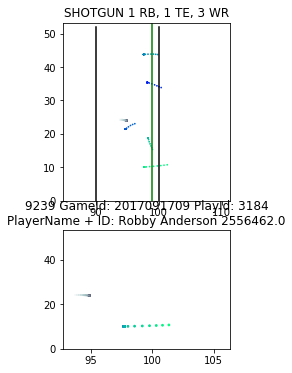 SHOTGUN 1 RB, 1 TE, 3 WR
50
40
30
20
10
0
90 100 110
9239 GameId: 2017091709 PlayId: 3184
PlayerName + ID: Robby Anderson 2556462.0
40
20
0
95 100 105